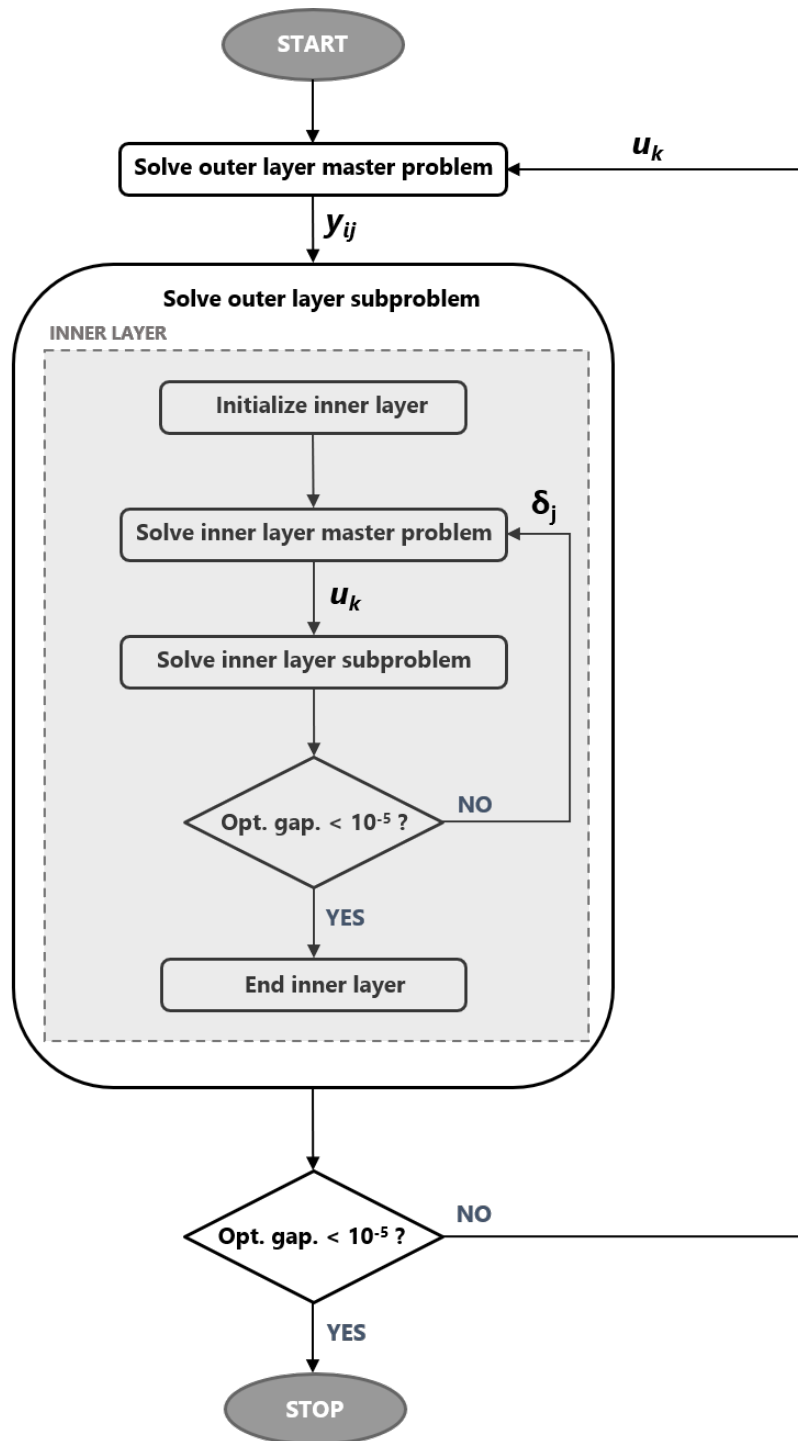 START
u_k
Solve outer layer master problem
y_ij
Solve outer layer subproblem
INNER LAYER
Initialize inner layer
δ_j
Solve inner layer master problem
u_k
Solve inner layer subproblem
Opt. gap. < 10⁻⁵ ?
NO
YES
End inner layer
Opt. gap. < 10⁻⁵ ?
NO
YES
STOP